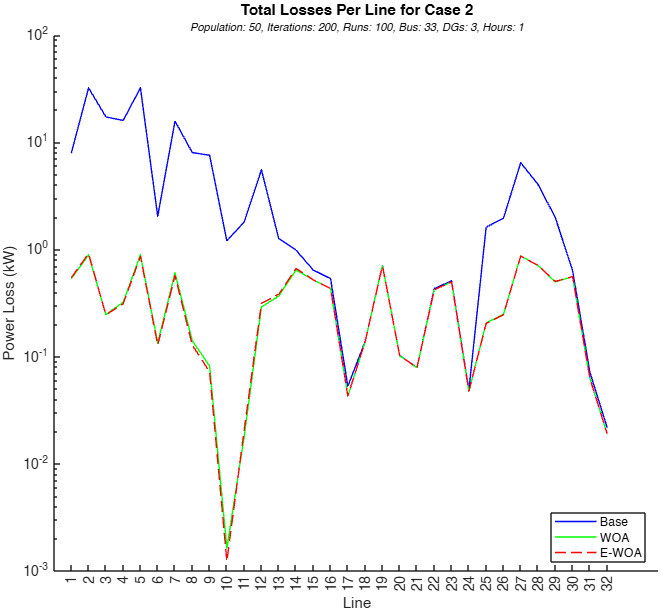 Total Losses Per Line for Case 2
Population: 50, Iterations: 200, Runs: 100, Bus: 33, DGs: 3, Hours: 1
Power Loss (kW)
10^2
10^1
10^0
10^-1
10^-2
10^-3
1 2 3 4 5 6 7 8 9 10 11 12 13 14 15 16 17 18 19 20 21 22 23 24 25 26 27 28 29 30 31 32
Line
Base
WOA
E-WOA